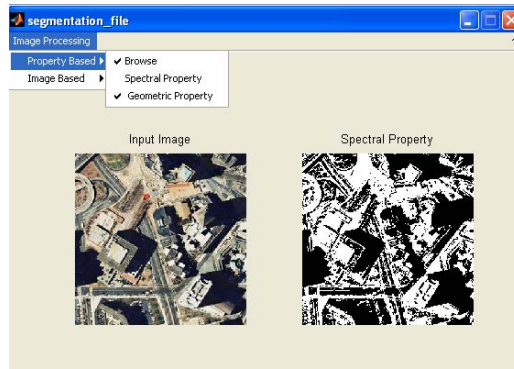 segmentation_file
Image Processing
Property Based
Image Based
Browse
Spectral Property
Geometric Property
Input Image
Spectral Property